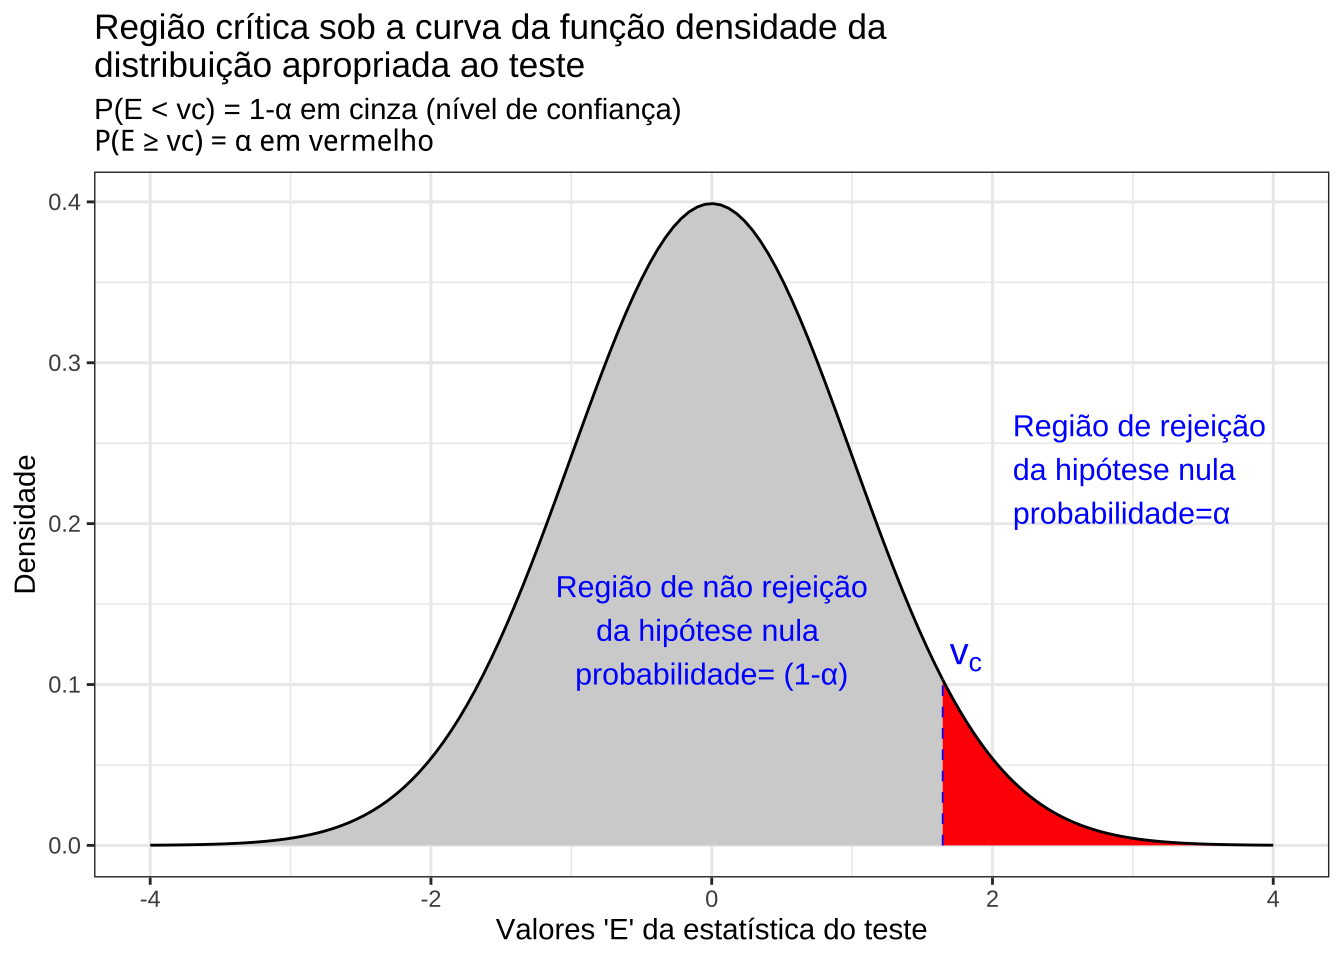 Região crítica sob a curva da função densidade da
distribuição apropriada ao teste
P(E < vc) = 1-α em cinza (nível de confiança)
P(E ≥ vc) = α em vermelho
0.4
0.3
0.2
0.1
0.0
Densidade
Região de rejeição
da hipótese nula
probabilidade=α
Região de não rejeição
da hipótese nula
probabilidade= (1-α)
vc
-4 -2 0 2 4
Valores 'E' da estatística do teste